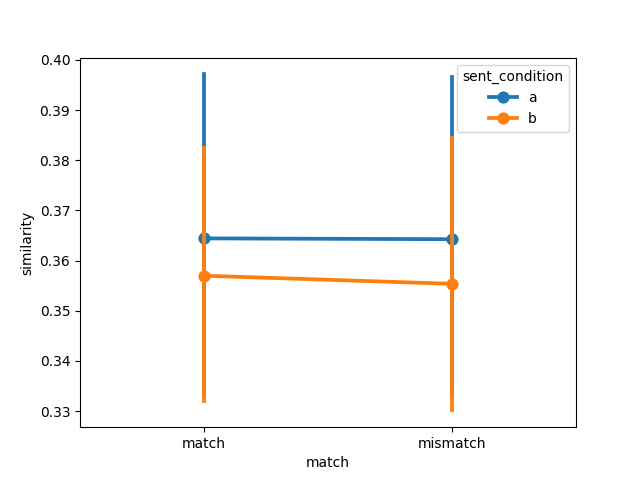 0.40
0.39
0.38
0.37
0.36
0.35
0.34
0.33
similarity
sent_condition
a
b
match mismatch
match